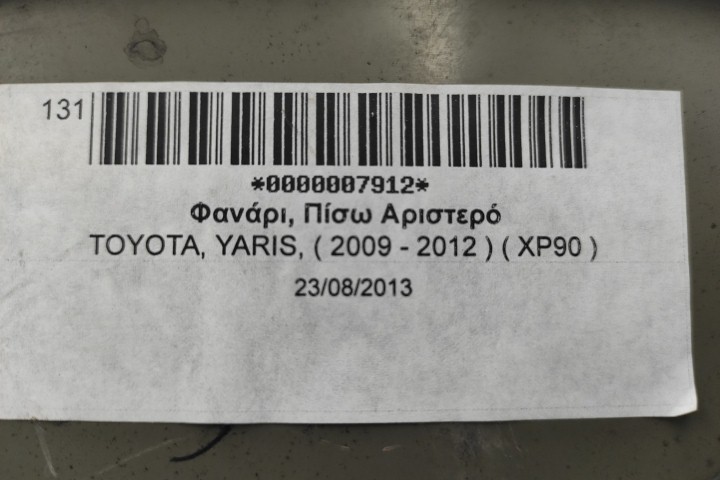 131
*0000007912*
Φανάρι, Πίσω Αριστερό
TOYOTA, YARIS, ( 2009 - 2012 ) ( XP90 )
23/08/2013